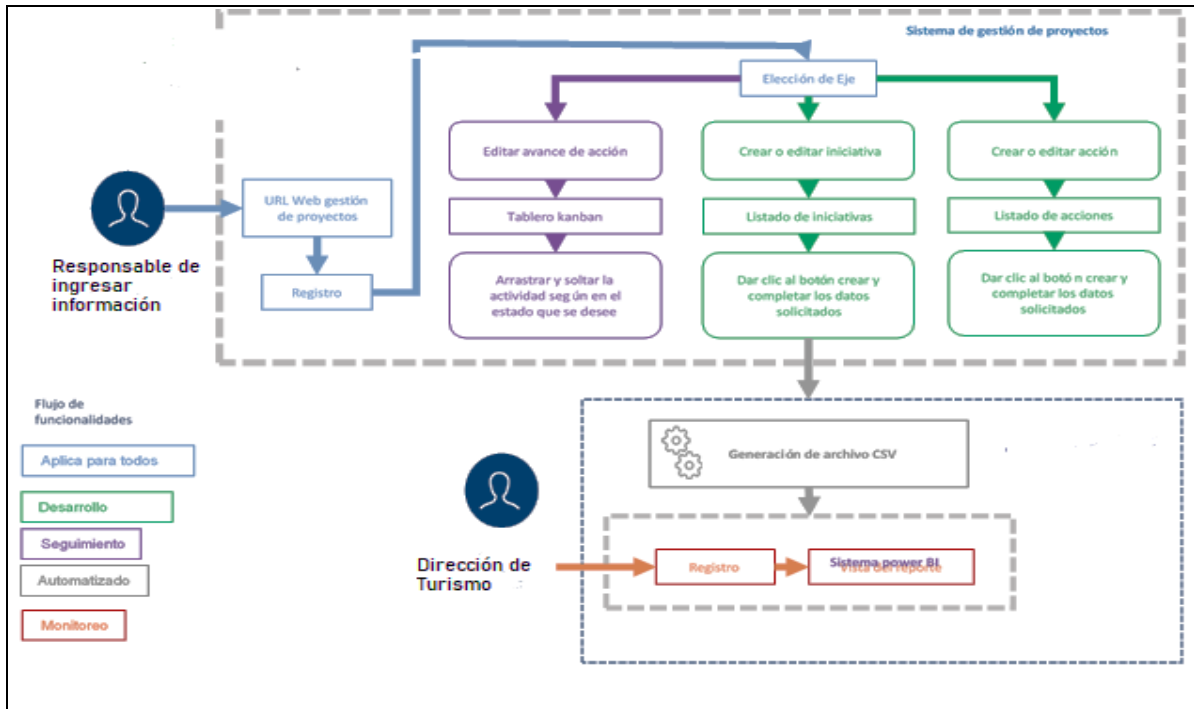 Sistema de gestión de proyectos
Elección de Eje
Editar avance de acción
Crear o editar iniciativa
Crear o editar acción
URL Web gestión
de proyectos
Tablero kanban
Listado de iniciativas
Listado de acciones
Responsable de
ingresar
información
Registro
Arrastrar y soltar la
actividad según en el
estado que se desee
Dar clic al botón crear y
completar los datos
solicitados
Dar clic al botó n crear y
completar los datos
solicitados
Flujo de
funcionalidades
Aplica para todos
Desarrollo
Seguimiento
Automatizado
Monitoreo
Generación de archivo CSV
Dirección de
Turismo
Registro
Sistema power BI
Vista del reporte